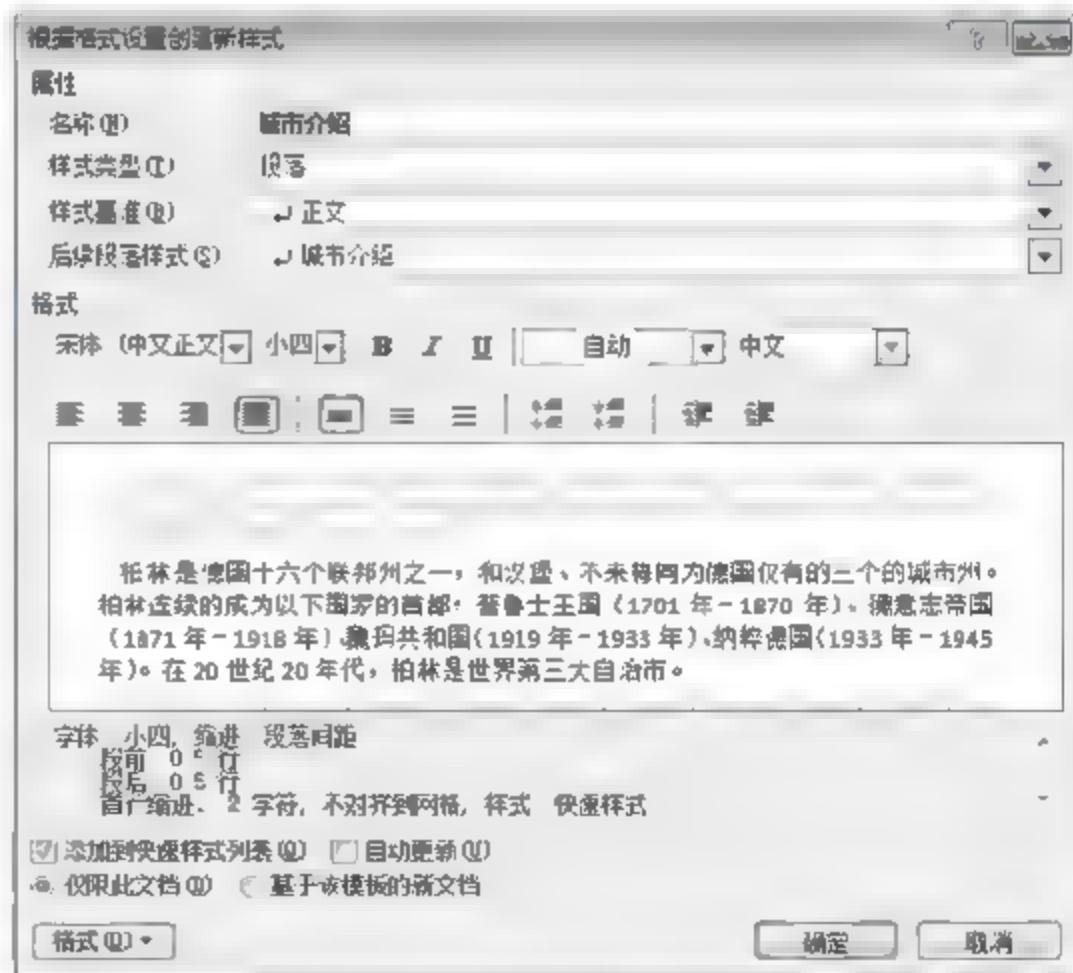 根据格式设置创建新样式
属性
名称(N) 城市介绍
样式类型(T) 段落
样式基准(B) ↵ 正文
后续段落样式(S) ↵ 城市介绍
格式
宋体 (中文正文 小四 B I U 自动 中文
柏林是德国十六个联邦州之一，和汉堡、不来梅同为德国仅有的三个的城市州。
柏林连续的成为以下国家的首都：普鲁士王国（1701 年－1870 年）、德意志帝国
（1871 年－1918 年）、魏玛共和国（1919 年－1933 年）、纳粹德国（1933 年－1945
年）。在 20 世纪 20 年代，柏林是世界第三大自治市。
字体 小四, 缩进 段落间距
段前 0 5 行
段后 0 5 行
首行缩进: 2 字符, 不对齐到网格, 样式 快速样式
添加到快速样式列表(Q) 自动更新(U)
仅限此文档(D) 基于该模板的新文档
格式(O) 确定 取消